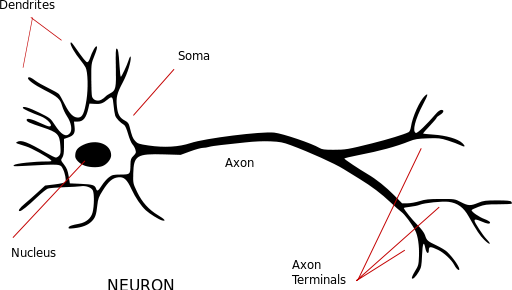 Dendrites
Soma
Axon
Nucleus
Axon
Terminals
NEURON